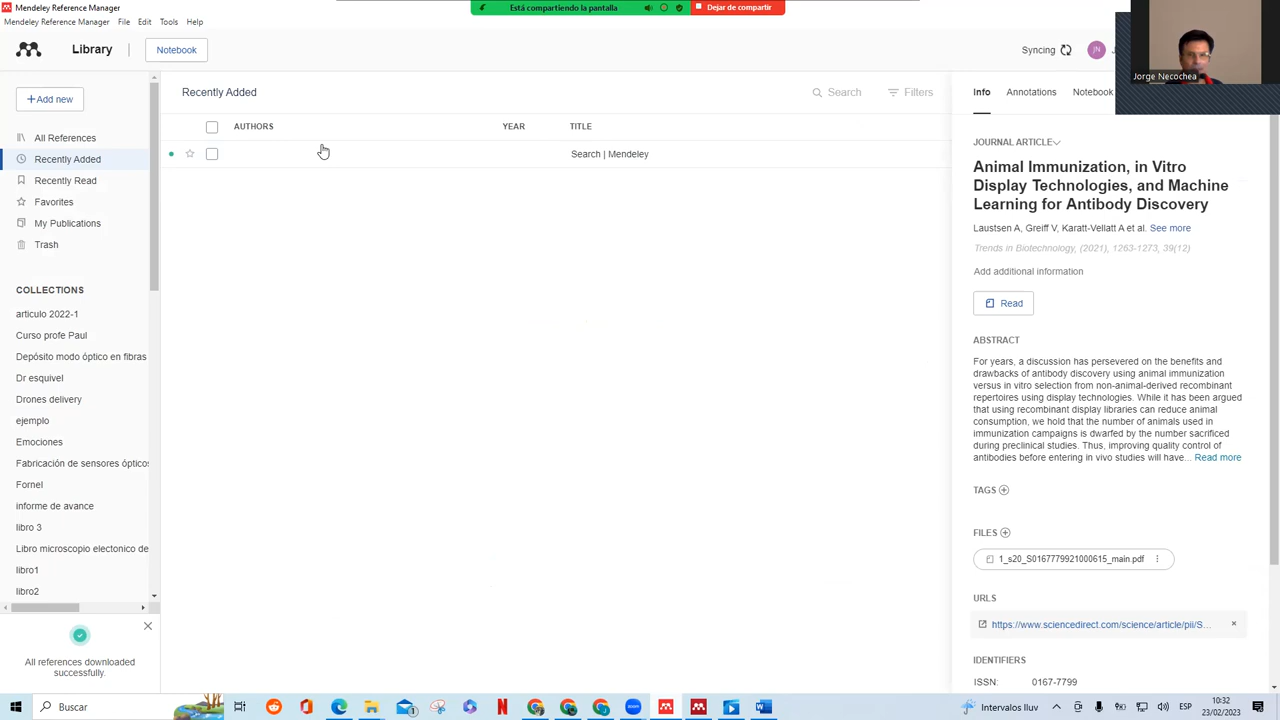 Mendeley Reference Manager
Está compartiendo la pantalla
Dejar de compartir
Mendeley Reference Manager File Edit Tools Help
Library
Notebook
Syncing
JN
Jorge Necochea
+Add new
All References
Recently Added
Recently Read
Favorites
My Publications
Trash
COLLECTIONS
articulo 2022-1
Curso profe Paul
Depósito modo óptico en fibras
Dr esquivel
Drones delivery
ejemplo
Emociones
Fabricación de sensores ópticos
Fornel
informe de avance
libro 3
Libro microscopio electonico de
libro1
libro2
All references downloaded
successfully.
Recently Added
Search
Filters
AUTHORS YEAR TITLE
Search | Mendeley
Info Annotations Notebook
JOURNAL ARTICLE
Animal Immunization, in Vitro
Display Technologies, and Machine
Learning for Antibody Discovery
Laustsen A, Greiff V, Karatt-Vellatt A et al. See more
Trends in Biotechnology, (2021), 1263-1273, 39(12)
Add additional information
Read
ABSTRACT
For years, a discussion has persevered on the benefits and
drawbacks of antibody discovery using animal immunization
versus in vitro selection from non-animal-derived recombinant
repertoires using display technologies. While it has been argued
that using recombinant display libraries can reduce animal
consumption, we hold that the number of animals used in
immunization campaigns is dwarfed by the number sacrificed
during preclinical studies. Thus, improving quality control of
antibodies before entering in vivo studies will have... Read more
TAGS
FILES
1_s20_S0167779921000615_main.pdf
URLS
https://www.sciencedirect.com/science/article/pii/S...
IDENTIFIERS
ISSN: 0167-7799
Buscar
Intervalos lluv
ESP
10:32
23/02/2023